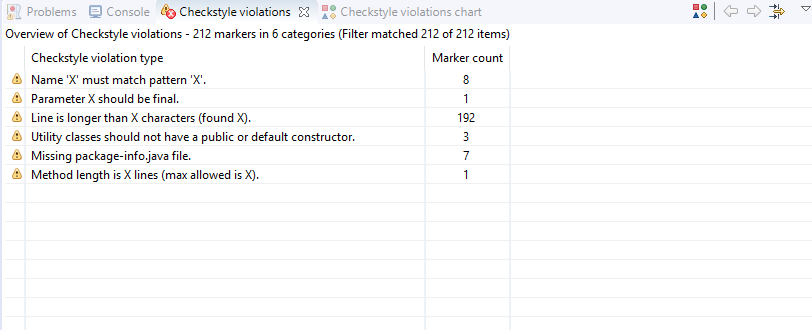 Problems Console Checkstyle violations Checkstyle violations chart
Overview of Checkstyle violations - 212 markers in 6 categories (Filter matched 212 of 212 items)
Checkstyle violation type Marker count
Name 'X' must match pattern 'X'. 8
Parameter X should be final. 1
Line is longer than X characters (found X). 192
Utility classes should not have a public or default constructor. 3
Missing package-info.java file. 7
Method length is X lines (max allowed is X). 1